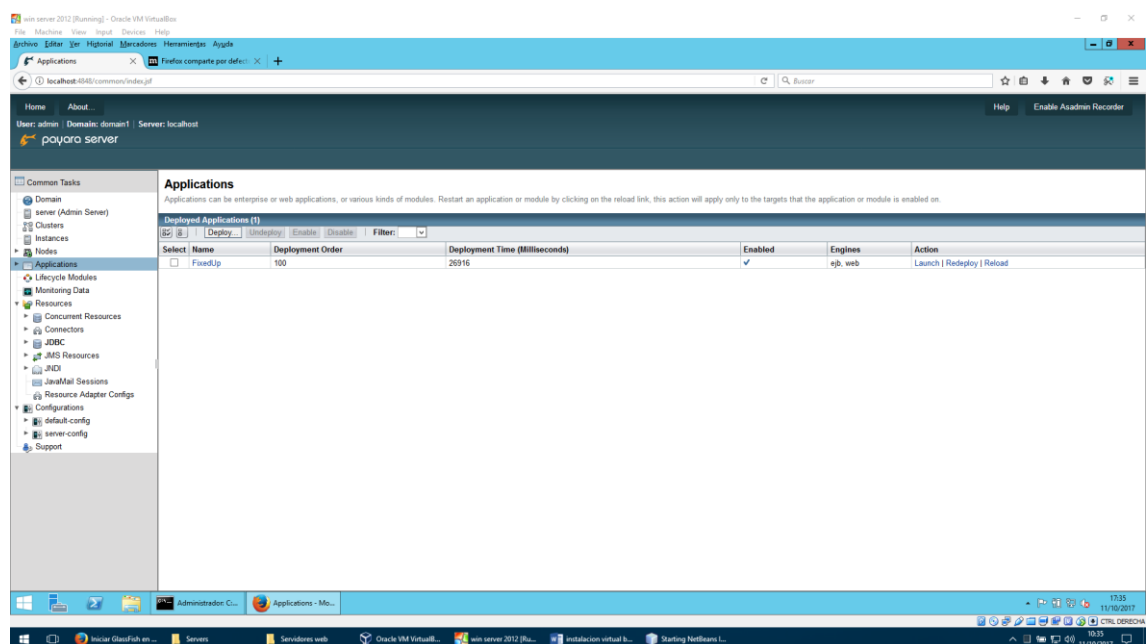 win server 2012 [Running] - Oracle VM VirtualBox
File Machine View Input Devices Help
Archivo Editar Ver Higtorial Marcadores Herramientas Ayuda
Applications
Firefox comparte por defect
localhost:4848/common/index.jsf
Buscar
Home About...
Help Enable Asadmin Recorder
User: admin Domain: domain1 Server: localhost
payara server
Common Tasks
Domain
server (Admin Server)
Clusters
Instances
Nodes
Applications
Lifecycle Modules
Monitoring Data
Resources
Concurrent Resources
Connectors
JDBC
JMS Resources
JNDI
JavaMail Sessions
Resource Adapter Configs
Configurations
default-config
server-config
Support
Applications
Applications can be enterprise or web applications, or various kinds of modules. Restart an application or module by clicking on the reload link, this action will apply only to the targets that the application or module is enabled on.
Deployed Applications (1)
Deploy... Undeploy Enable Disable Filter:
Select Name Deployment Order Deployment Time (Milliseconds) Enabled Engines Action
FixedUp 100 26916 ejb, web Launch | Redeploy | Reload
Administrador: C:... Applications - Mo...
17:35
11/10/2017
CTRL DERECHA
Iniciar GlassFish en ... Servers Servidores web Oracle VM VirtualB... win server 2012 [Ru... instalacion virtual b... Starting NetBeans I...
10:35
11/10/2017